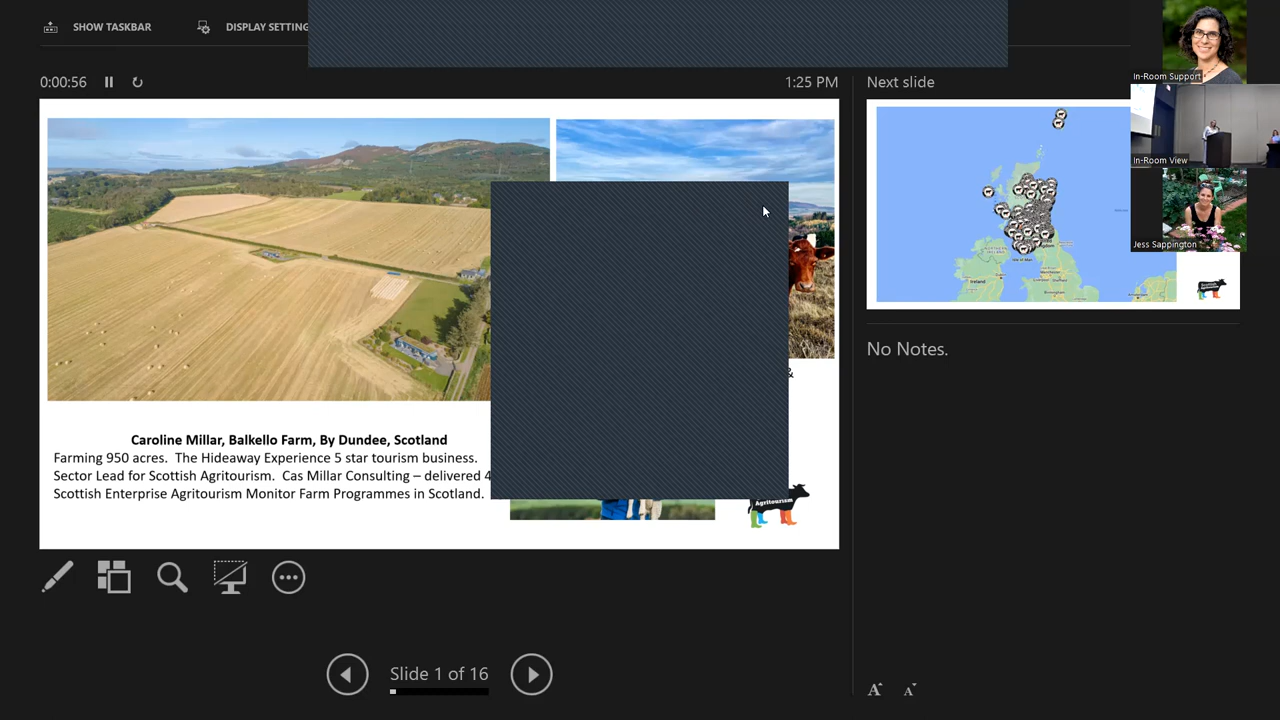 SHOW TASKBAR
DISPLAY SETTIN
0:00:56
1:25 PM
Next slide
In-Room Support
In-Room View
Jess Sappington
Ireland
No Notes.
&
Caroline Millar, Balkello Farm, By Dundee, Scotland
Farming 950 acres. The Hideaway Experience 5 star tourism business.
Sector Lead for Scottish Agritourism. Cas Millar Consulting – delivered 4
Scottish Enterprise Agritourism Monitor Farm Programmes in Scotland.
Agritourism
Slide 1 of 16
A A